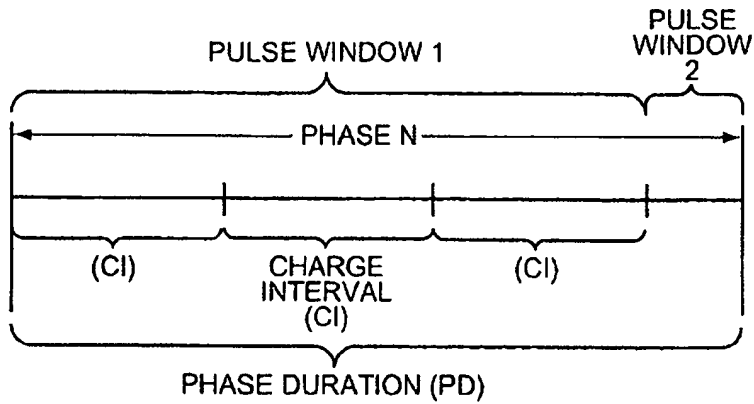 PULSE WINDOW 1
PULSE
WINDOW
2
PHASE N
(CI)
CHARGE
INTERVAL
(CI)
(CI)
PHASE DURATION (PD)